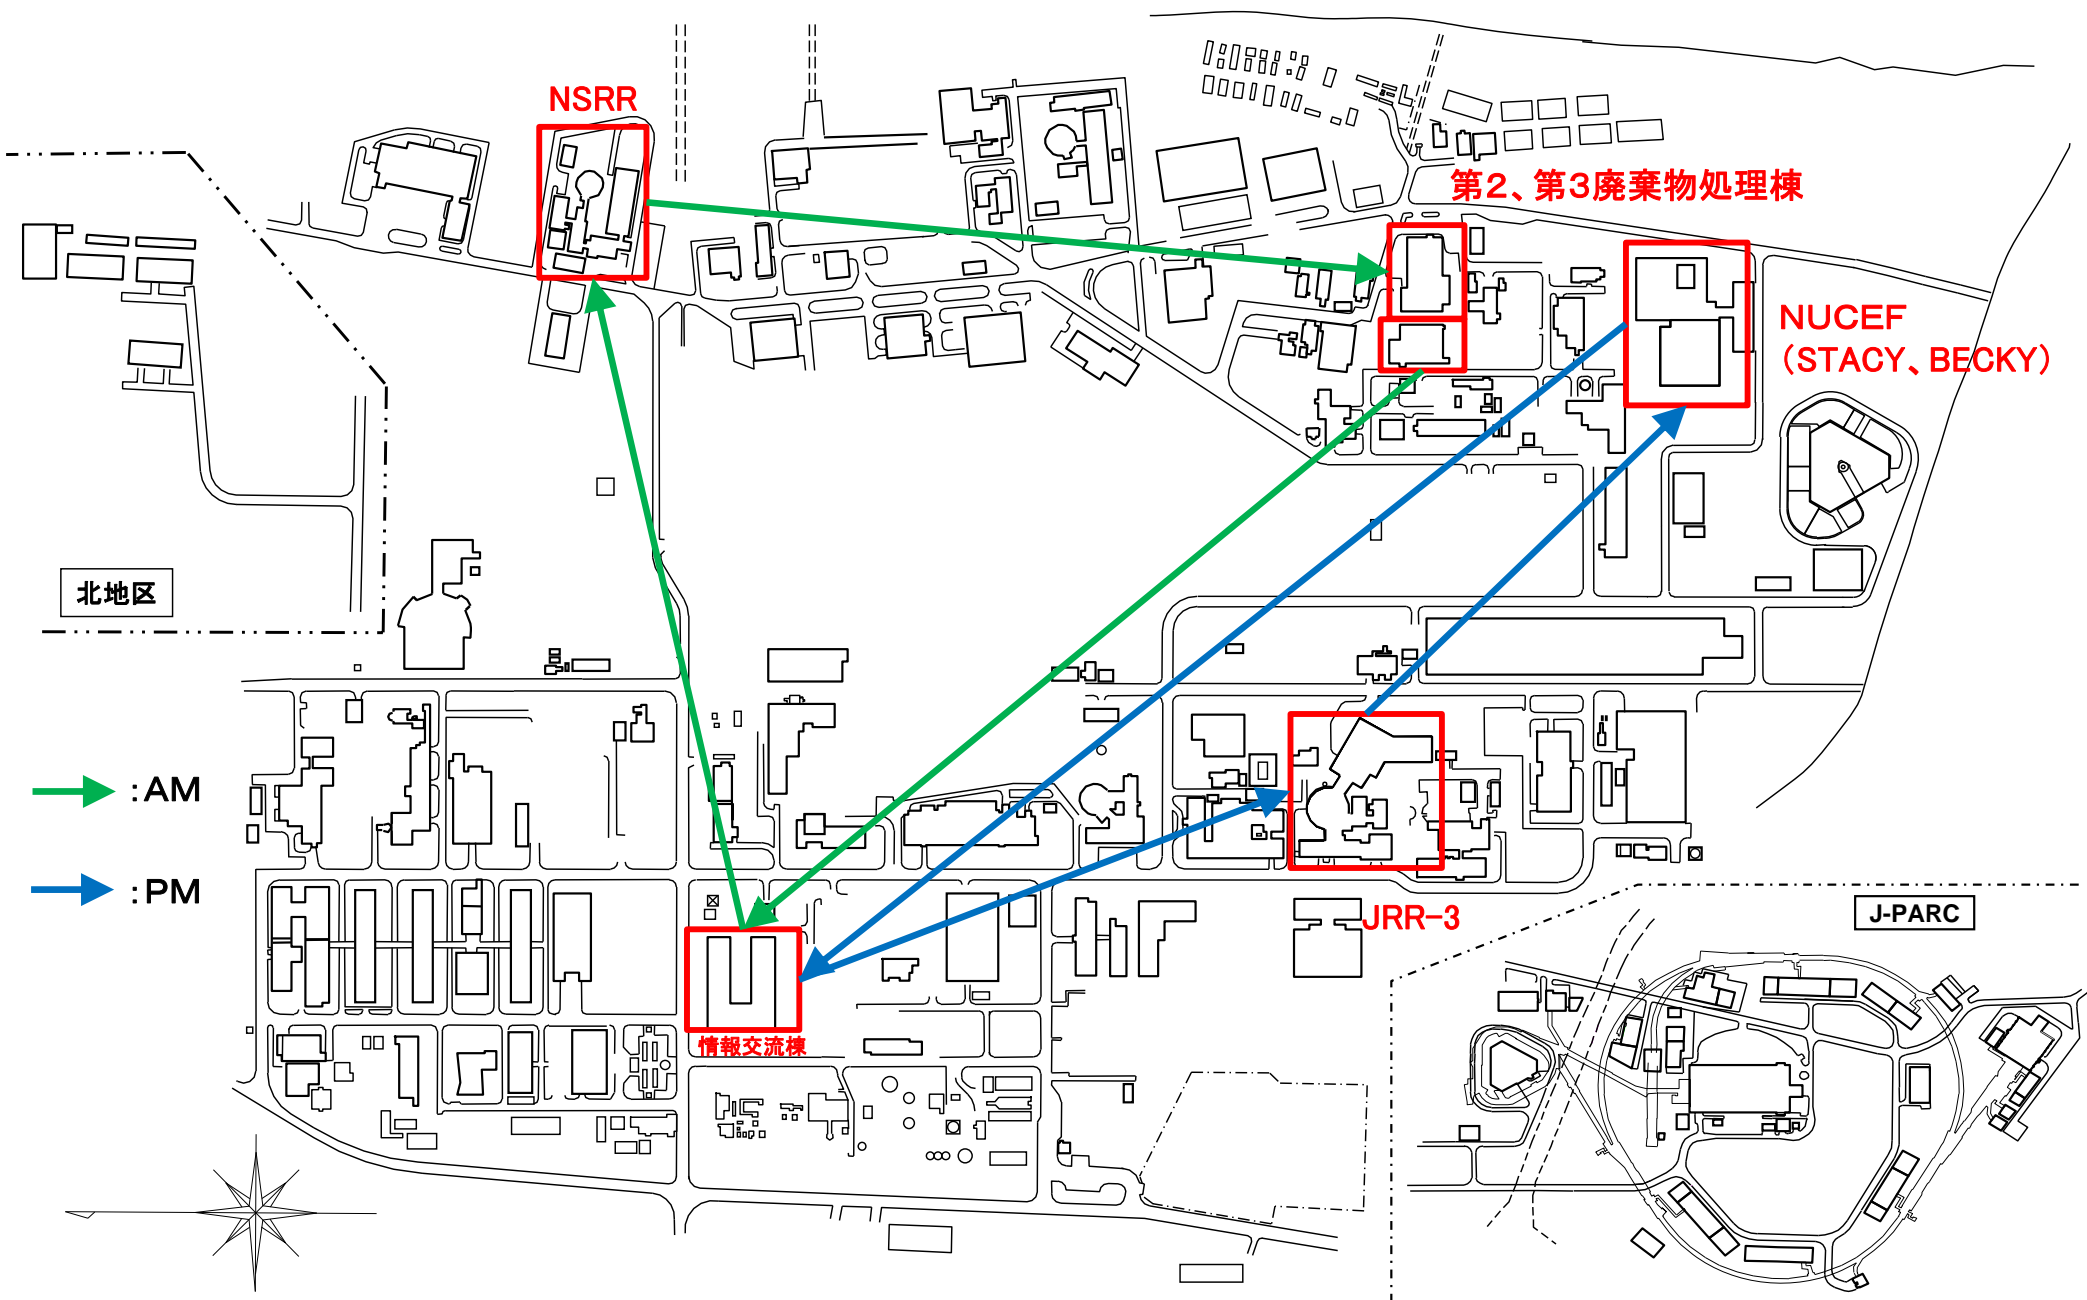 NSRR
第2、第3廃棄物処理棟
NUCEF
（STACY、BECKY）
北地区
：AM
：PM
JRR-3
J-PARC
情報交流棟